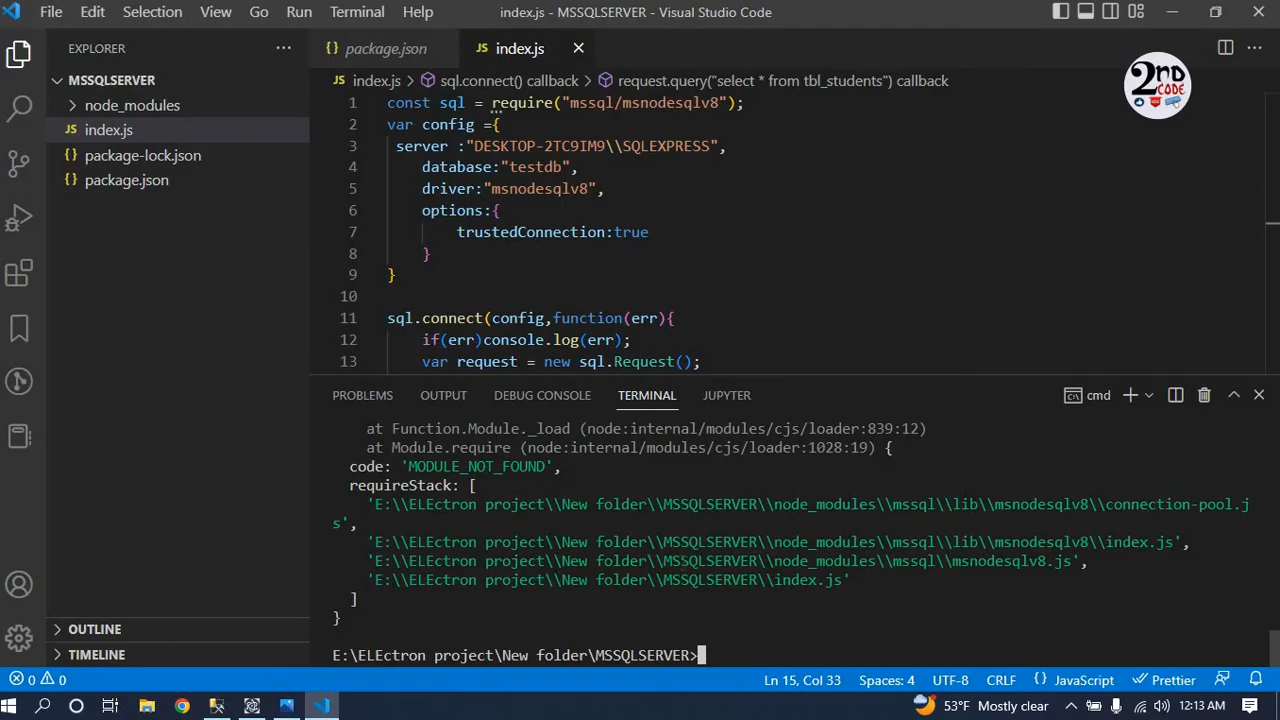 File Edit Selection View Go Run Terminal Help index.js - MSSQLSERVER - Visual Studio Code
EXPLORER
MSSQLSERVER
node_modules
JS index.js
{} package-lock.json
{} package.json
OUTLINE
TIMELINE
{} package.json JS index.js
JS index.js > sql.connect() callback > request.query("select * from tbl_students") callback
2ND
CODE
1 const sql = require("mssql/msnodesqlv8");
2 var config ={
3 server :"DESKTOP-2TC9IM9\\SQLEXPRESS",
4 database:"testdb",
5 driver:"msnodesqlv8",
6 options:{
7 trustedConnection:true
8 }
9 }
10
11 sql.connect(config,function(err){
12 if(err)console.log(err);
13 var request = new sql.Request();
PROBLEMS OUTPUT DEBUG CONSOLE TERMINAL JUPYTER cmd
at Function.Module._load (node:internal/modules/cjs/loader:839:12)
at Module.require (node:internal/modules/cjs/loader:1028:19) {
code: 'MODULE_NOT_FOUND',
requireStack: [
'E:\\ELEctron project\\New folder\\MSSQLSERVER\\node_modules\\mssql\\lib\\msnodesqlv8\\connection-pool.j
s',
'E:\\ELEctron project\\New folder\\MSSQLSERVER\\node_modules\\mssql\\lib\\msnodesqlv8\\index.js',
'E:\\ELEctron project\\New folder\\MSSQLSERVER\\node_modules\\mssql\\msnodesqlv8.js',
'E:\\ELEctron project\\New folder\\MSSQLSERVER\\index.js'
]
}
E:\ELEctron project\New folder\MSSQLSERVER>
0 0 Ln 15, Col 33 Spaces: 4 UTF-8 CRLF {} JavaScript Prettier
53°F Mostly clear 12:13 AM